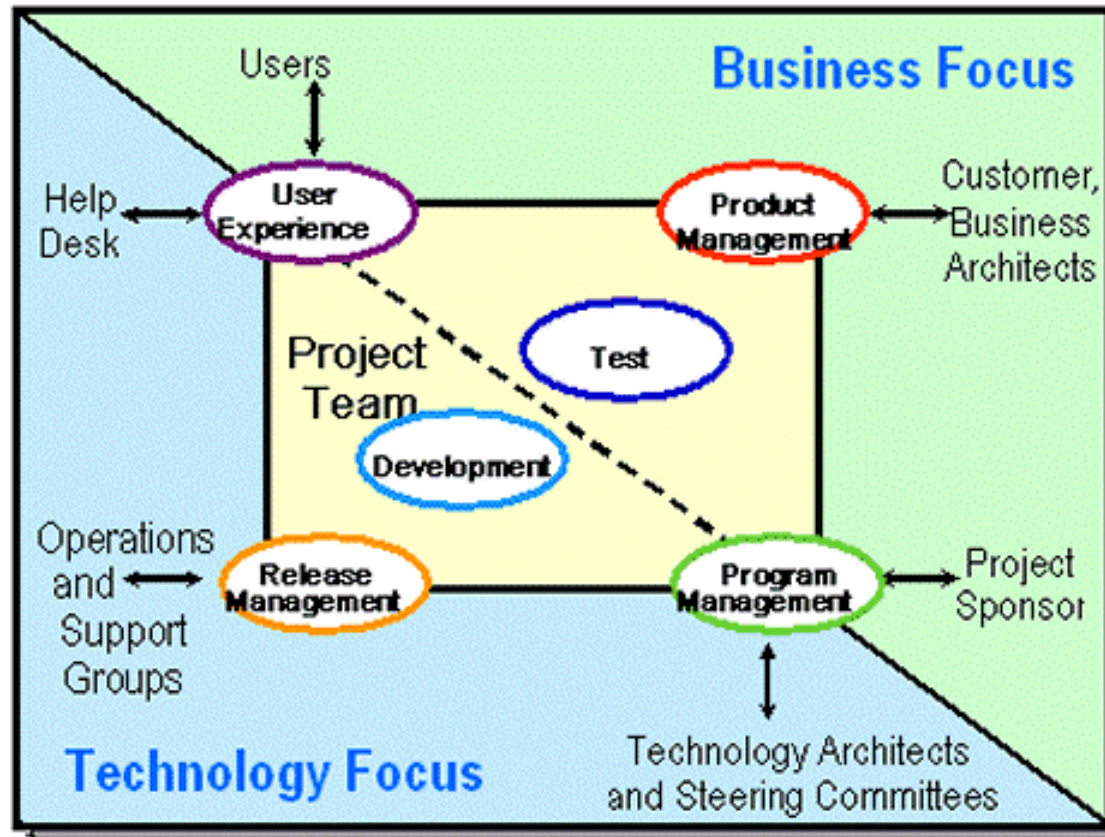 Users
Business Focus
Help
Desk
User
Experience
Product
Management
Customer,
Business
Architects
Project
Team
Test
Development
Operations
and
Support
Groups
Release
Management
Program
Management
Project
Sponsor
Technology Focus
Technology Architects
and Steering Committees